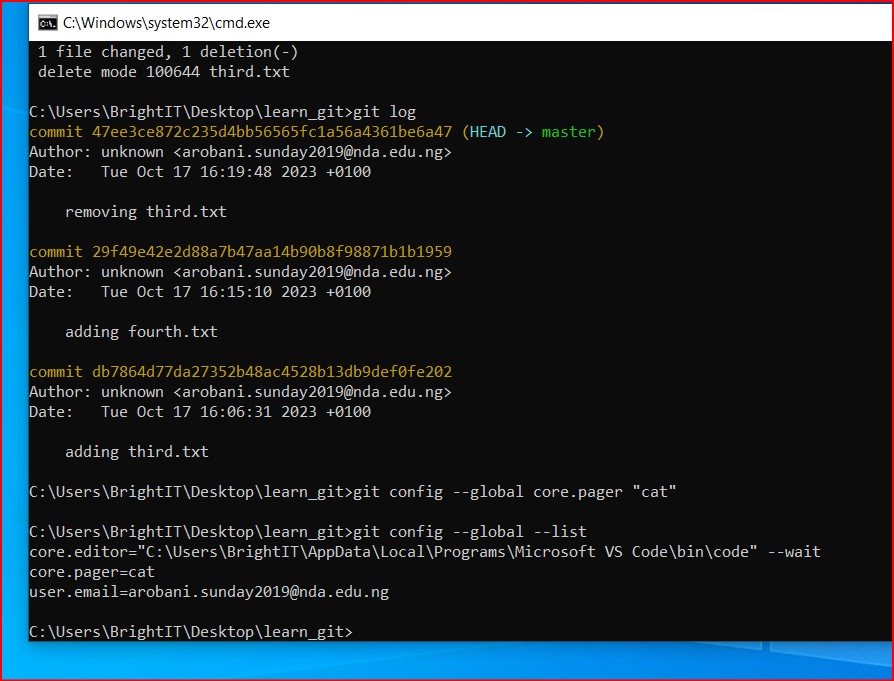 C:\Windows\system32\cmd.exe
1 file changed, 1 deletion(-)
delete mode 100644 third.txt
C:\Users\BrightIT\Desktop\learn_git>git log
commit 47ee3ce872c235d4bb56565fc1a56a4361be6a47 (HEAD -> master)
Author: unknown <arobani.sunday2019@nda.edu.ng>
Date:   Tue Oct 17 16:19:48 2023 +0100
removing third.txt
commit 29f49e42e2d88a7b47aa14b90b8f98871b1b1959
Author: unknown <arobani.sunday2019@nda.edu.ng>
Date:   Tue Oct 17 16:15:10 2023 +0100
adding fourth.txt
commit db7864d77da27352b48ac4528b13db9def0fe202
Author: unknown <arobani.sunday2019@nda.edu.ng>
Date:   Tue Oct 17 16:06:31 2023 +0100
adding third.txt
C:\Users\BrightIT\Desktop\learn_git>git config --global core.pager "cat"
C:\Users\BrightIT\Desktop\learn_git>git config --global --list
core.editor="C:\Users\BrightIT\AppData\Local\Programs\Microsoft VS Code\bin\code" --wait
core.pager=cat
user.email=arobani.sunday2019@nda.edu.ng
C:\Users\BrightIT\Desktop\learn_git>